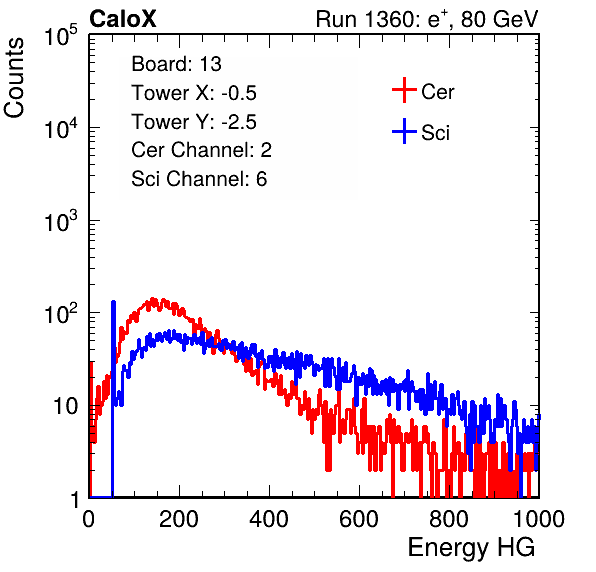 CaloX Run 1360: e⁺, 80 GeV
Counts
10⁵
10⁴
10³
10²
10
1
Board: 13
Tower X: -0.5
Tower Y: -2.5
Cer Channel: 2
Sci Channel: 6
Cer
Sci
0 200 400 600 800 1000
Energy HG